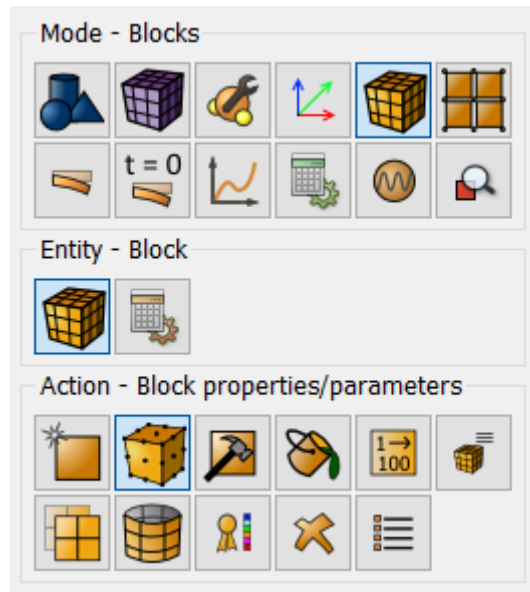 Mode - Blocks
t = 0
Entity - Block
Action - Block properties/parameters
1→
100